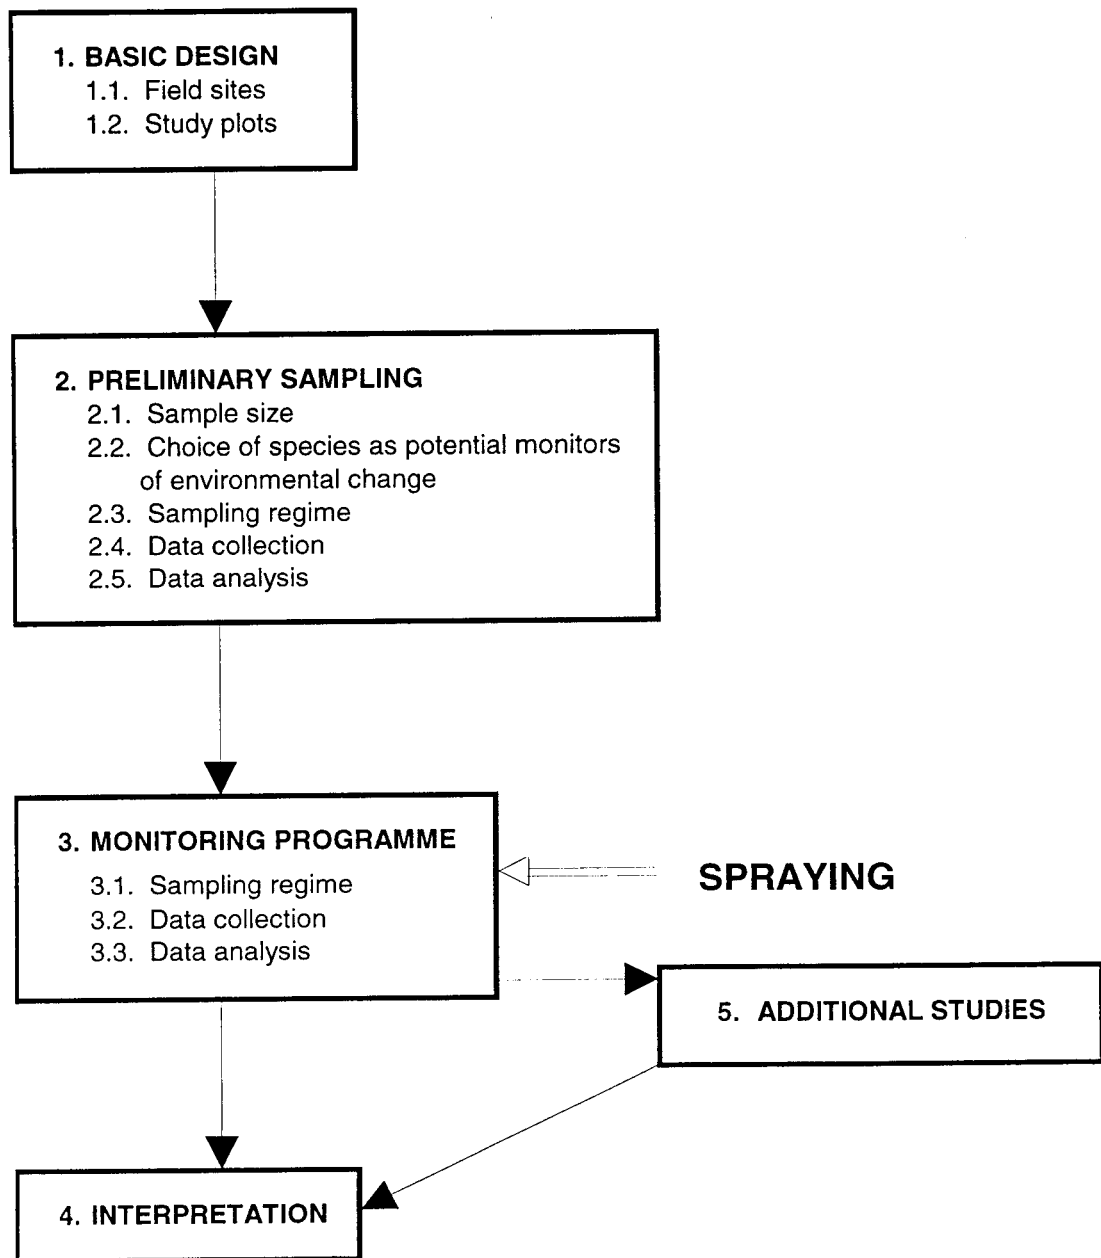 1. BASIC DESIGN
1.1. Field sites
1.2. Study plots
2. PRELIMINARY SAMPLING
2.1. Sample size
2.2. Choice of species as potential monitors
of environmental change
2.3. Sampling regime
2.4. Data collection
2.5. Data analysis
3. MONITORING PROGRAMME
3.1. Sampling regime
3.2. Data collection
3.3. Data analysis
SPRAYING
5. ADDITIONAL STUDIES
4. INTERPRETATION